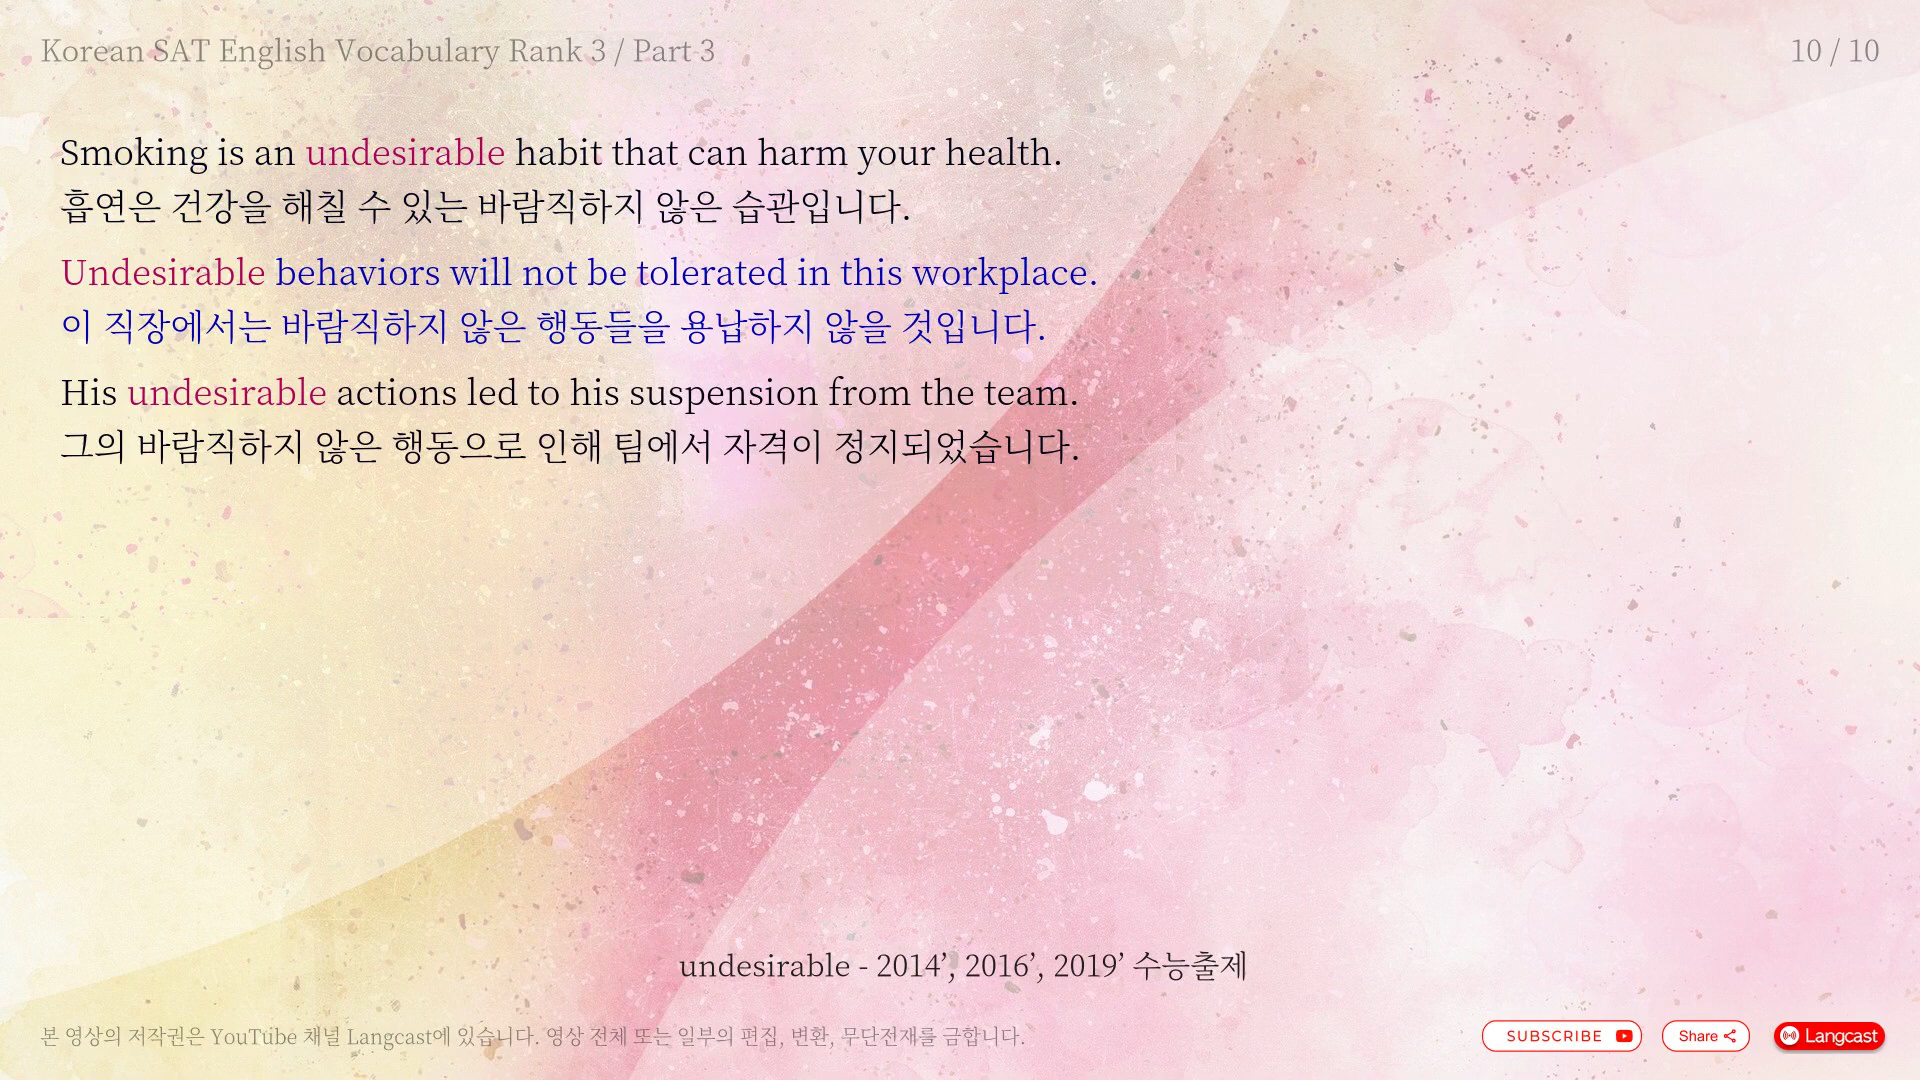 Korean SAT English Vocabulary Rank 3 / Part 3
10 / 10
Smoking is an undesirable habit that can harm your health.
흡연은 건강을 해칠 수 있는 바람직하지 않은 습관입니다.
Undesirable behaviors will not be tolerated in this workplace.
이 직장에서는 바람직하지 않은 행동들을 용납하지 않을 것입니다.
His undesirable actions led to his suspension from the team.
그의 바람직하지 않은 행동으로 인해 팀에서 자격이 정지되었습니다.
undesirable - 2014’, 2016’, 2019’ 수능출제
본 영상의 저작권은 YouTube 채널 Langcast에 있습니다. 영상 전체 또는 일부의 편집, 변환, 무단전재를 금합니다.
SUBSCRIBE
Share
Langcast